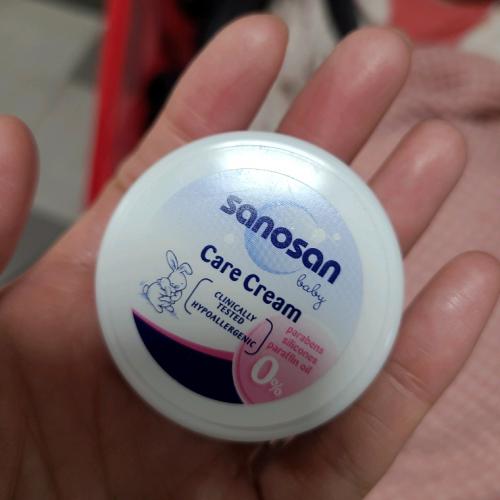 sanosan
baby
Care Cream
CLINICALLY
TESTED
HYPOALLERGENIC
parabens
silicones
paraffin oil
0%